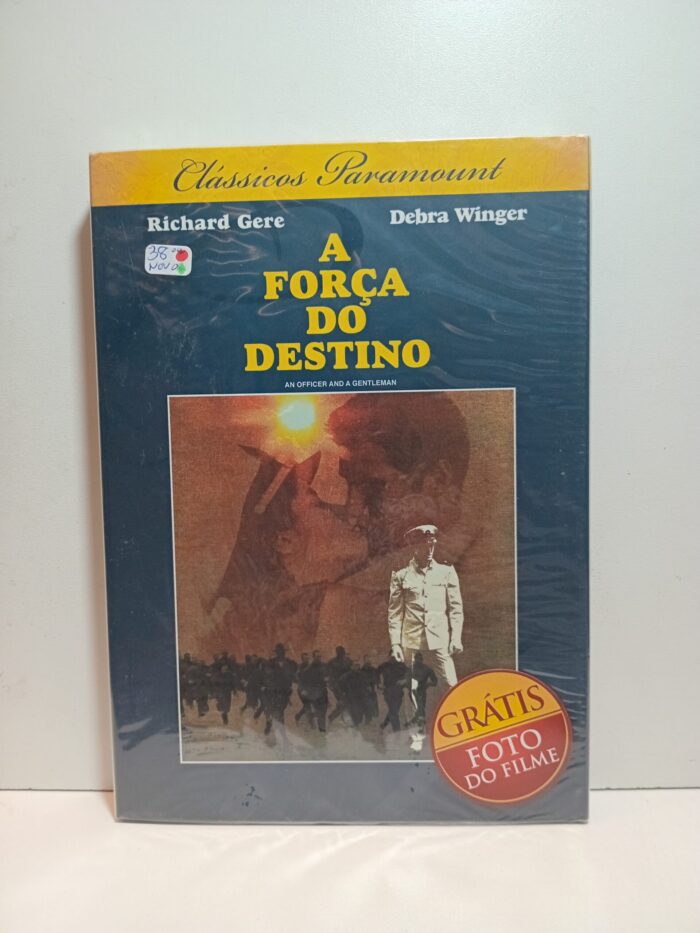 Clássicos Paramount
Richard Gere
Debra Winger
38
NOVO
A
FORÇA
DO
DESTINO
AN OFFICER AND A GENTLEMAN
GRÁTIS
FOTO
DO FILME